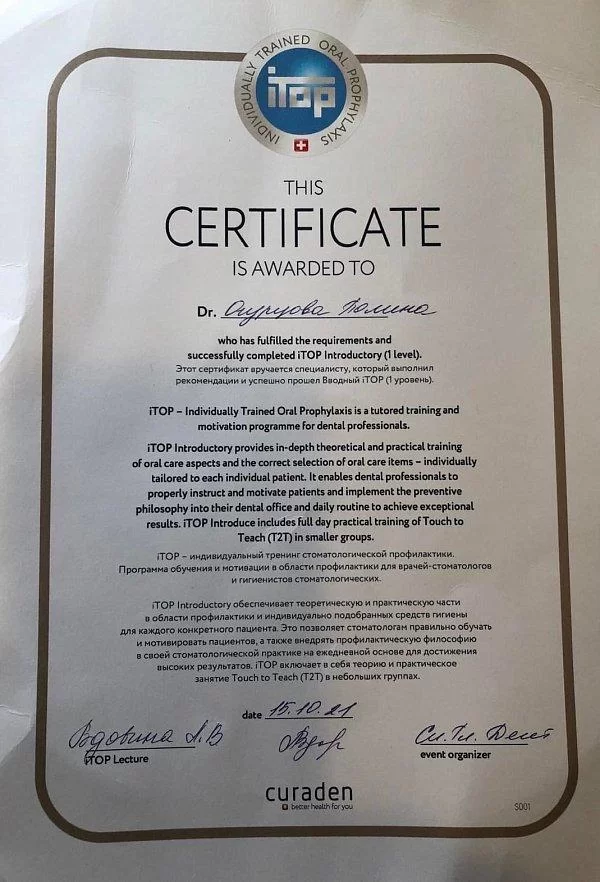 INDIVIDUALLY TRAINED ORAL PROPHYLAXIS
iTop
THIS
CERTIFICATE
IS AWARDED TO
Dr. Полина
who has fulfilled the requirements and
successfully completed iTOP Introductory (1 level).
Этот сертификат вручается специалисту, который выполнил
рекомендации и успешно прошел Вводный iTOP (1 уровень).
iTOP – Individually Trained Oral Prophylaxis is a tutored training and
motivation programme for dental professionals.
iTOP Introductory provides in-depth theoretical and practical training
of oral care aspects and the correct selection of oral care items – individually
tailored to each individual patient. It enables dental professionals to
properly instruct and motivate patients and implement the preventive
philosophy into their dental office and daily routine to achieve exceptional
results. iTOP Introduce includes full day practical training of Touch to
Teach (T2T) in smaller groups.
iTOP – индивидуальный тренинг стоматологической профилактики.
Программа обучения и мотивации в области профилактики для врачей-стоматологов
и гигиенистов стоматологических.
iTOP Introductory обеспечивает теоретическую и практическую части
в области профилактики и индивидуально подобранных средств гигиены
для каждого конкретного пациента. Это позволяет стоматологам правильно обучать
и мотивировать пациентов, а также внедрять профилактическую философию
в своей стоматологической практике на ежедневной основе для достижения
высоких результатов. iTOP включает в себя теорию и практическое
занятие Touch to Teach (T2T) в небольших группах.
date 15.10.21
А.В
iTOP Lecture
event organizer
curaden
better health for you
S001